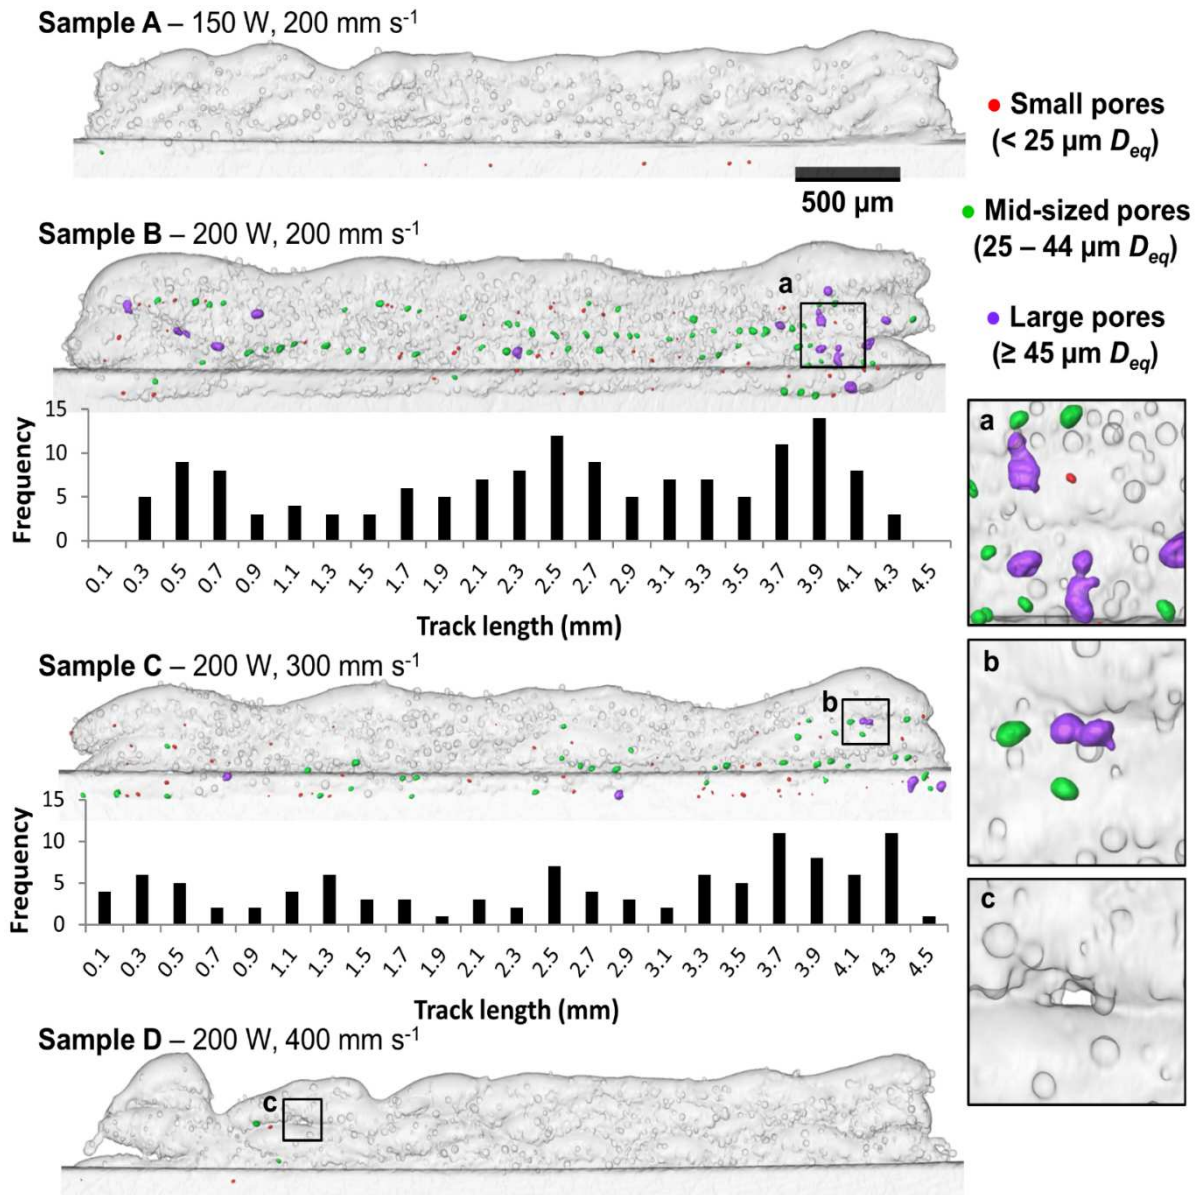 Sample A – 150 W, 200 mm s-1
Small pores
(< 25 µm Deq)
500 µm
Mid-sized pores
(25 – 44 µm Deq)
Large pores
(≥ 45 µm Deq)
Sample B – 200 W, 200 mm s-1
a
15
10
5
0
Frequency
0.1 0.3 0.5 0.7 0.9 1.1 1.3 1.5 1.7 1.9 2.1 2.3 2.5 2.7 2.9 3.1 3.3 3.5 3.7 3.9 4.1 4.3 4.5
Track length (mm)
a
Sample C – 200 W, 300 mm s-1
b
15
10
5
0
Frequency
0.1 0.3 0.5 0.7 0.9 1.1 1.3 1.5 1.7 1.9 2.1 2.3 2.5 2.7 2.9 3.1 3.3 3.5 3.7 3.9 4.1 4.3 4.5
Track length (mm)
b
Sample D – 200 W, 400 mm s-1
c
c